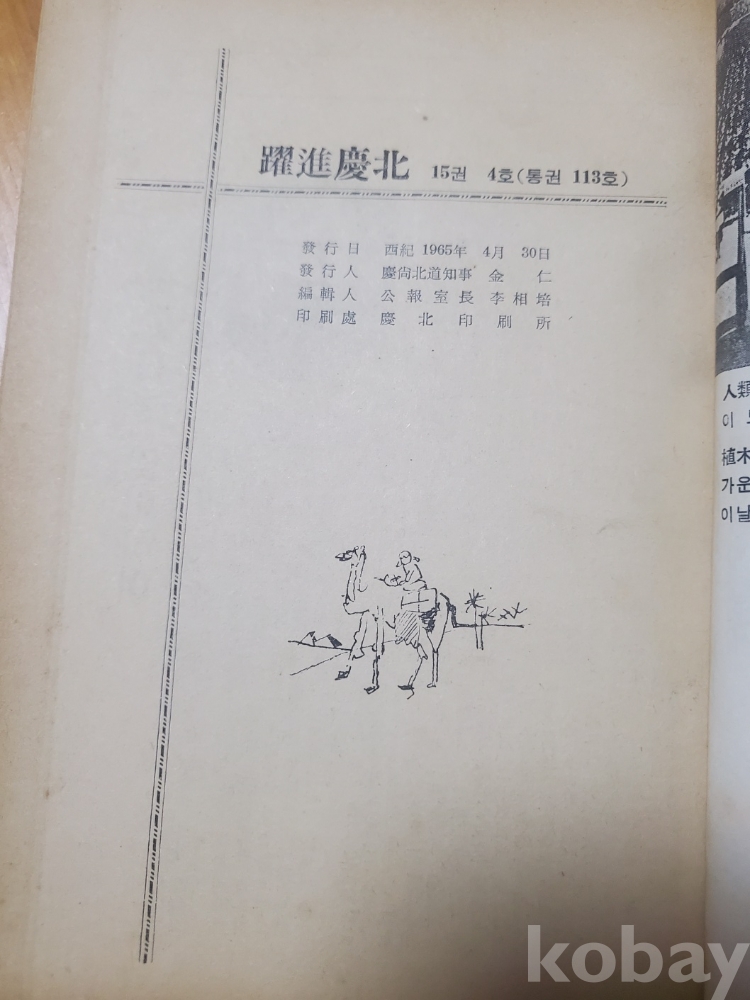 躍進慶北 15권 4호(통권 113호)
發行日 西紀 1965年 4月 30日
發行人 慶尙北道知事 金仁
編輯人 公報室長 李相培
印刷處 慶北印刷所
人類
이
植木
가운
이날
kobay